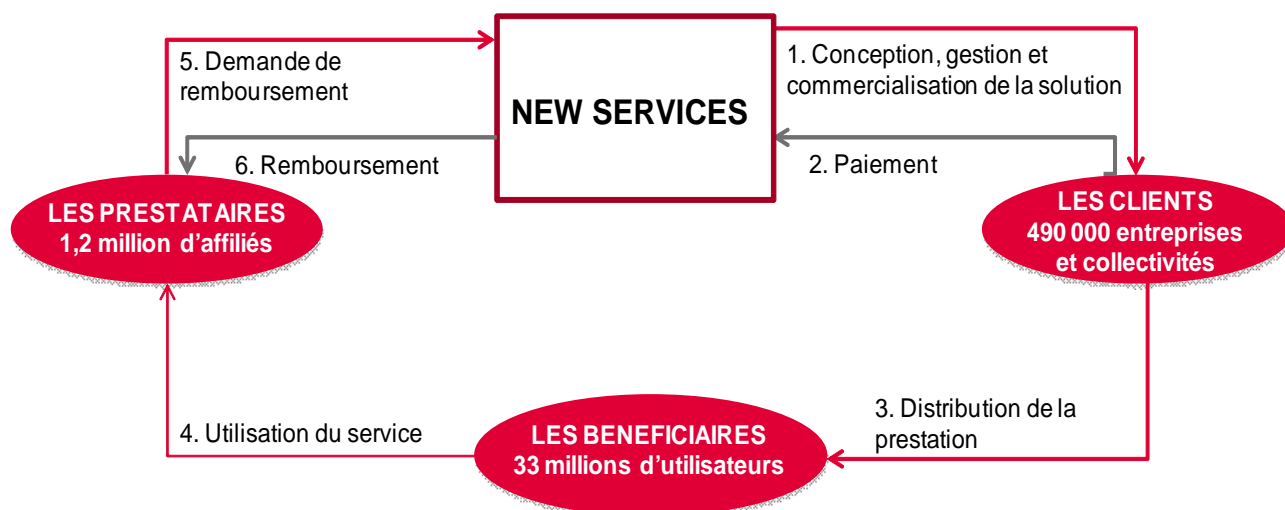 5. Demande de
remboursement
NEW SERVICES
1. Conception, gestion et
commercialisation de la solution
6. Remboursement
2. Paiement
LES PRESTATAIRES
1,2 million d’affiliés
LES CLIENTS
490 000 entreprises
et collectivités
4. Utilisation du service
LES BENEFICIAIRES
33 millions d’utilisateurs
3. Distribution de la
prestation